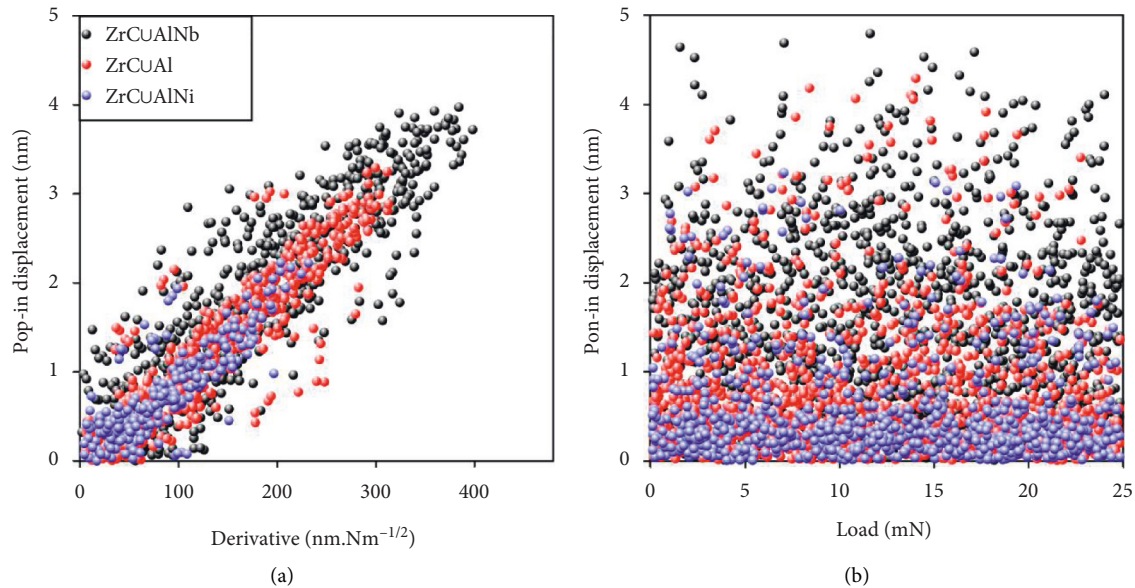 5
4
3
2
1
0
Pop-in displacement (nm)
ZrCUAlNb
ZrCUAl
ZrCUAlNi
0 100 200 300 400
Derivative (nm.Nm⁻¹/²)
(a)
5
4
3
2
1
0
Pon-in displacement (nm)
0 5 10 15 20 25
Load (mN)
(b)